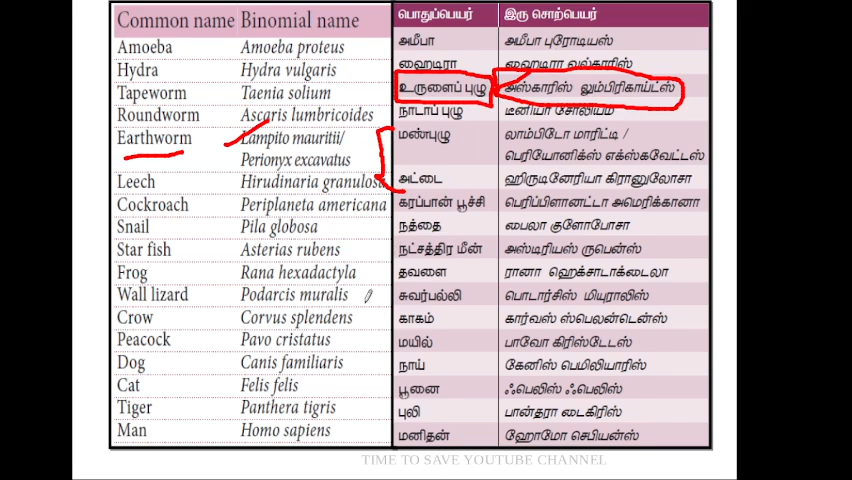 Common name Binomial name
Amoeba Amoeba proteus
Hydra Hydra vulgaris
Tapeworm Taenia solium
Roundworm Ascaris lumbricoides
Earthworm Lampito mauritii/
Perionyx excavatus
Leech Hirudinaria granulosa
Cockroach Periplaneta americana
Snail Pila globosa
Star fish Asterias rubens
Frog Rana hexadactyla
Wall lizard Podarcis muralis
Crow Corvus splendens
Peacock Pavo cristatus
Dog Canis familiaris
Cat Felis felis
Tiger Panthera tigris
Man Homo sapiens
பொதுப்பெயர் இரு சொற்பெயர்
அமீபா அமீபா புரோடியஸ்
ஹைடிரா ஹைடிரா வல்காரிஸ்
உருளைப் புழு அஸ்காரிஸ் லும்பிரிகாய்ட்ஸ்
நாடாப் புழு டீனியா சோலியம்
மண்புழு லாம்பிடோ மாரிட்டி /
பெரியோனிக்ஸ் எக்ஸ்கவேட்டஸ்
அட்டை ஹிருடினேரியா கிரானுலோசா
கரப்பான் பூச்சி பெரிப்பிளானட்டா அமெரிக்கானா
நத்தை பைலா குளோபோசா
நட்சத்திர மீன் அஸ்டிரியஸ் ருபென்ஸ்
தவளை ரானா ஹெக்சாடாக்டைலா
சுவர்பல்லி பொடார்சிஸ் மியுராலிஸ்
காகம் கார்வஸ் ஸ்பெலன்டென்ஸ்
மயில் பாவோ கிரிஸ்டேடஸ்
நாய் கேனிஸ் பெமிலியாரிஸ்
பூனை ஃபெலிஸ் ஃபெலிஸ்
புலி பான்தரா டைகிரிஸ்
மனிதன் ஹோமோ செபியன்ஸ்
TIME TO SAVE YOUTUBE CHANNEL